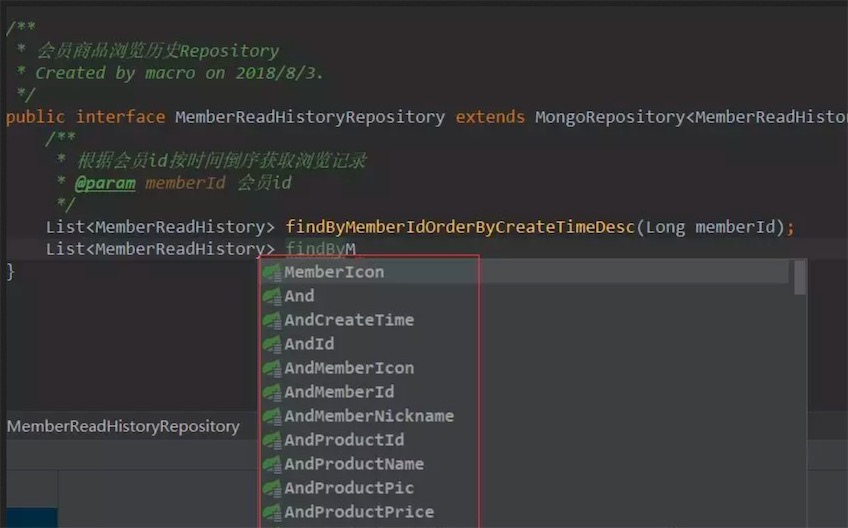 /**
 * 会员商品浏览历史Repository
 * Created by macro on 2018/8/3.
 */
public interface MemberReadHistoryRepository extends MongoRepository<MemberReadHistor
    /**
     * 根据会员id按时间倒序获取浏览记录
     * @param memberId 会员id
     */
    List<MemberReadHistory> findByMemberIdOrderByCreateTimeDesc(Long memberId);
    List<MemberReadHistory> findByM
}
MemberIcon
And
AndCreateTime
AndId
AndMemberIcon
AndMemberId
AndMemberNickname
AndProductId
AndProductName
AndProductPic
AndProductPrice
MemberReadHistoryRepository